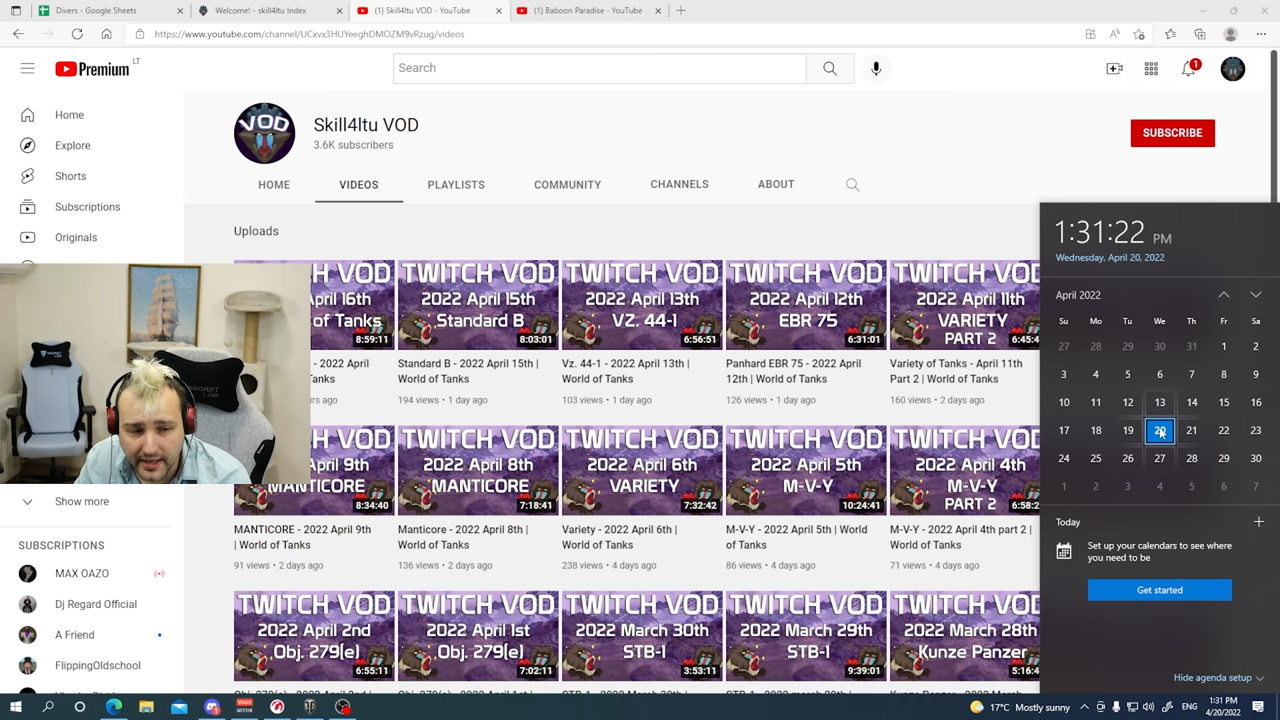 Divers - Google Sheets
Welcome! - skill4ltu Index
(1) Skill4ltu VOD - YouTube
(1) Baboon Paradise - YouTube
https://www.youtube.com/channel/UCxvx3HUYeeghDMOZM9vRzug/videos
Premium LT
Search
1
Home
Explore
Shorts
Subscriptions
Originals
Show more
SUBSCRIPTIONS
MAX OAZO
Dj Regard Official
A Friend
FlippingOldschool
VOD
Skill4ltu VOD
3.6K subscribers
SUBSCRIBE
HOME VIDEOS PLAYLISTS COMMUNITY CHANNELS ABOUT
Uploads
CH VOD
April 16th
of Tanks
8:59:11
TWITCH VOD
2022 April 15th
Standard B
8:03:01
TWITCH VOD
2022 April 13th
VZ. 44-1
6:56:51
TWITCH VOD
2022 April 12th
EBR 75
6:31:01
TWITCH VOD
2022 April 11th
VARIETY
PART 2
6:45:4
- 2022 April
Tanks
ars ago
Standard B - 2022 April 15th |
World of Tanks
194 views • 1 day ago
Vz. 44-1 - 2022 April 13th |
World of Tanks
103 views • 1 day ago
Panhard EBR 75 - 2022 April
12th | World of Tanks
126 views • 1 day ago
Variety of Tanks - April 11th
Part 2 | World of Tanks
160 views • 2 days ago
CH VOD
April 9th
MANTICORE
8:34:40
TWITCH VOD
2022 April 8th
MANTICORE
7:18:41
TWITCH VOD
2022 April 6th
VARIETY
7:32:42
TWITCH VOD
2022 April 5th
M-V-Y
10:24:41
TWITCH VOD
2022 April 4th
M-V-Y
PART 2
6:58:2
MANTICORE - 2022 April 9th
| World of Tanks
91 views • 2 days ago
Manticore - 2022 April 8th |
World of Tanks
136 views • 2 days ago
Variety - 2022 April 6th |
World of Tanks
238 views • 4 days ago
M-V-Y - 2022 April 5th | World
of Tanks
86 views • 4 days ago
M-V-Y - 2022 April 4th part 2 |
World of Tanks
71 views • 4 days ago
TWITCH VOD
2022 April 2nd
Obj. 279(e)
6:55:11
TWITCH VOD
2022 April 1st
Obj. 279(e)
7:02:11
TWITCH VOD
2022 March 30th
STB-1
3:53:11
TWITCH VOD
2022 March 29th
STB-1
9:39:01
TWITCH VOD
2022 March 28th
Kunze Panzer
5:16:4
1:31:22 PM
Wednesday, April 20, 2022
April 2022
Su Mo Tu We Th Fr Sa
27 28 29 30 31 1 2
3 4 5 6 7 8 9
10 11 12 13 14 15 16
17 18 19 20 21 22 23
24 25 26 27 28 29 30
1 2 3 4 5 6 7
Today
Set up your calendars to see where
you need to be
Get started
Hide agenda setup
17°C Mostly sunny
ENG
1:31 PM
4/20/2022